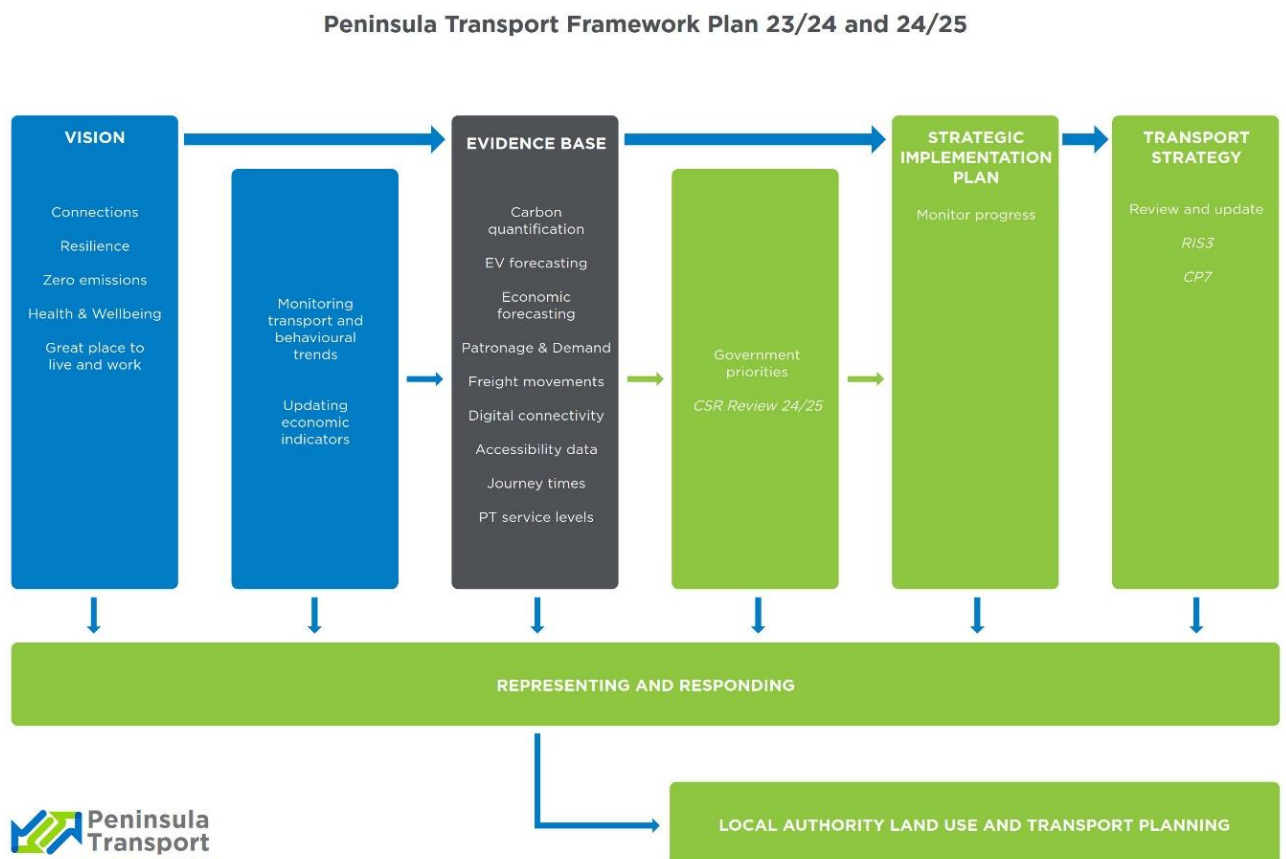 Peninsula Transport Framework Plan 23/24 and 24/25
VISION
Connections
Resilience
Zero emissions
Health & Wellbeing
Great place to
live and work
Monitoring
transport and
behavioural
trends
Updating
economic
indicators
EVIDENCE BASE
Carbon
quantification
EV forecasting
Economic
forecasting
Patronage & Demand
Freight movements
Digital connectivity
Accessibility data
Journey times
PT service levels
Government
priorities
CSR Review 24/25
STRATEGIC
IMPLEMENTATION
PLAN
Monitor progress
TRANSPORT
STRATEGY
Review and update
RIS3
CP7
REPRESENTING AND RESPONDING
LOCAL AUTHORITY LAND USE AND TRANSPORT PLANNING
Peninsula
Transport